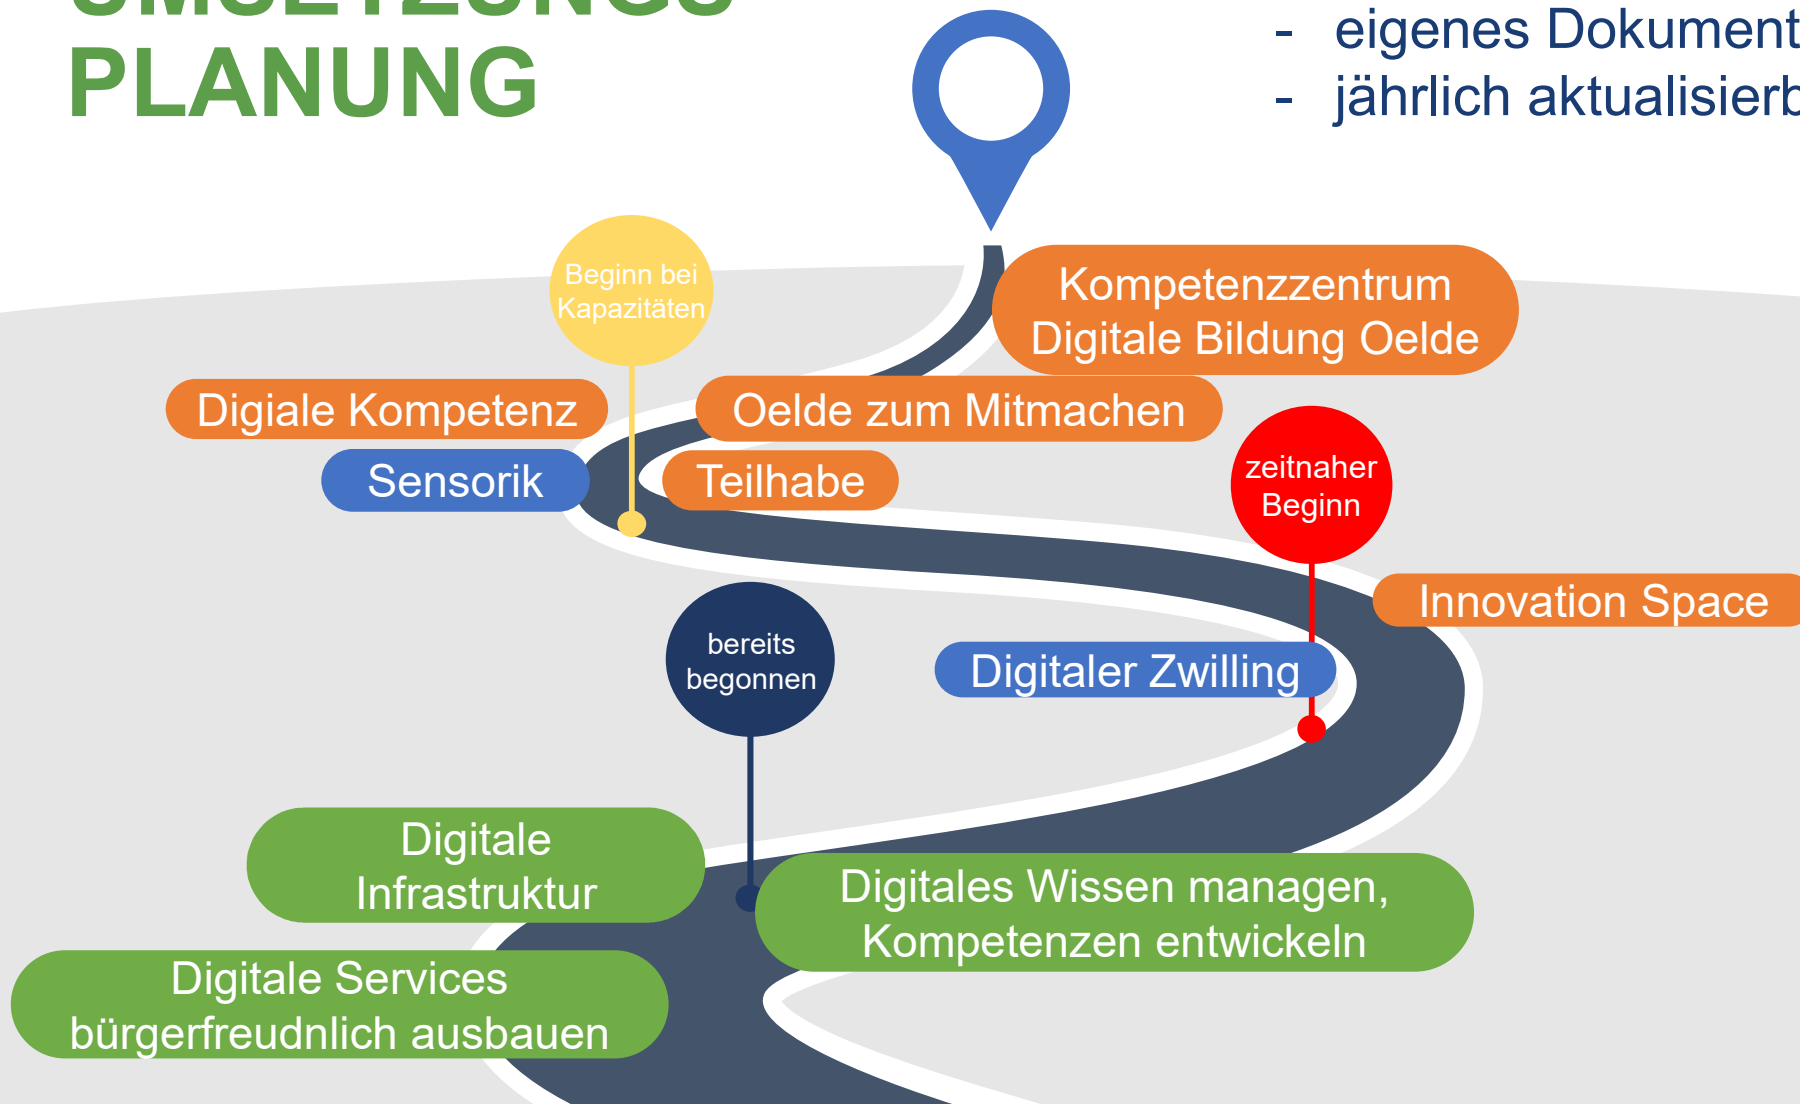 PLANUNG
- eigenes Dokument
- jährlich
Beginn bei
Kapazitäten
Kompetenzzentrum
Digitale Bildung Oelde
Digiale Kompetenz
Oelde zum Mitmachen
Sensorik
Teilhabe
zeitnaher
Beginn
Innovation Space
bereits
begonnen
Digitaler Zwilling
Digitale
Infrastruktur
Digitales Wissen managen,
Kompetenzen entwickeln
Digitale Services
bürgerfreudnlich ausbauen